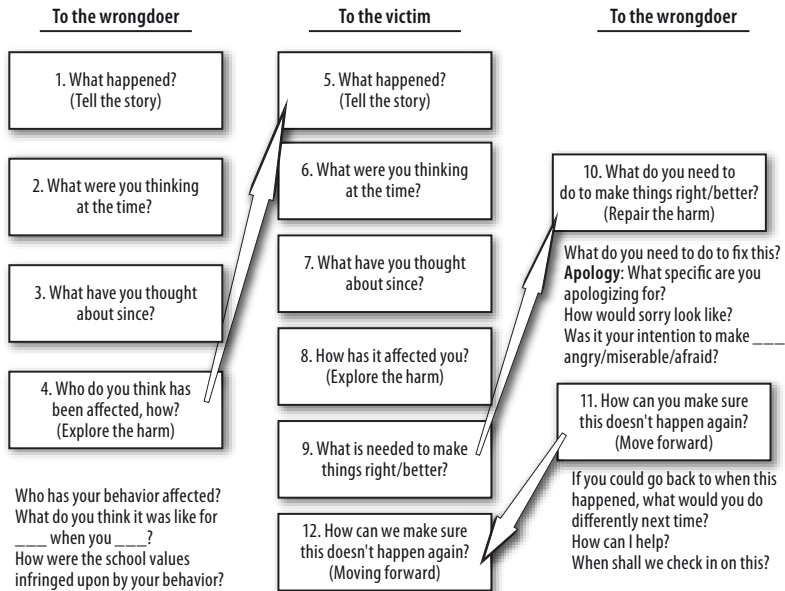 To the wrongdoer
1. What happened?
(Tell the story)
2. What were you thinking
at the time?
3. What have you thought
about since?
4. Who do you think has
been affected, how?
(Explore the harm)
Who has your behavior affected?
What do you think it was like for
___ when you ___?
How were the school values
infringed upon by your behavior?
To the victim
5. What happened?
(Tell the story)
6. What were you thinking
at the time?
7. What have you thought
about since?
8. How has it affected you?
(Explore the harm)
9. What is needed to make
things right/better?
12. How can we make sure
this doesn't happen again?
(Moving forward)
To the wrongdoer
10. What do you need to
do to make things right/better?
(Repair the harm)
What do you need to do to fix this?
Apology: What specific are you
apologizing for?
How would sorry look like?
Was it your intention to make ___
angry/miserable/afraid?
11. How can you make sure
this doesn't happen again?
(Move forward)
If you could go back to when this
happened, what would you do
differently next time?
How can I help?
When shall we check in on this?